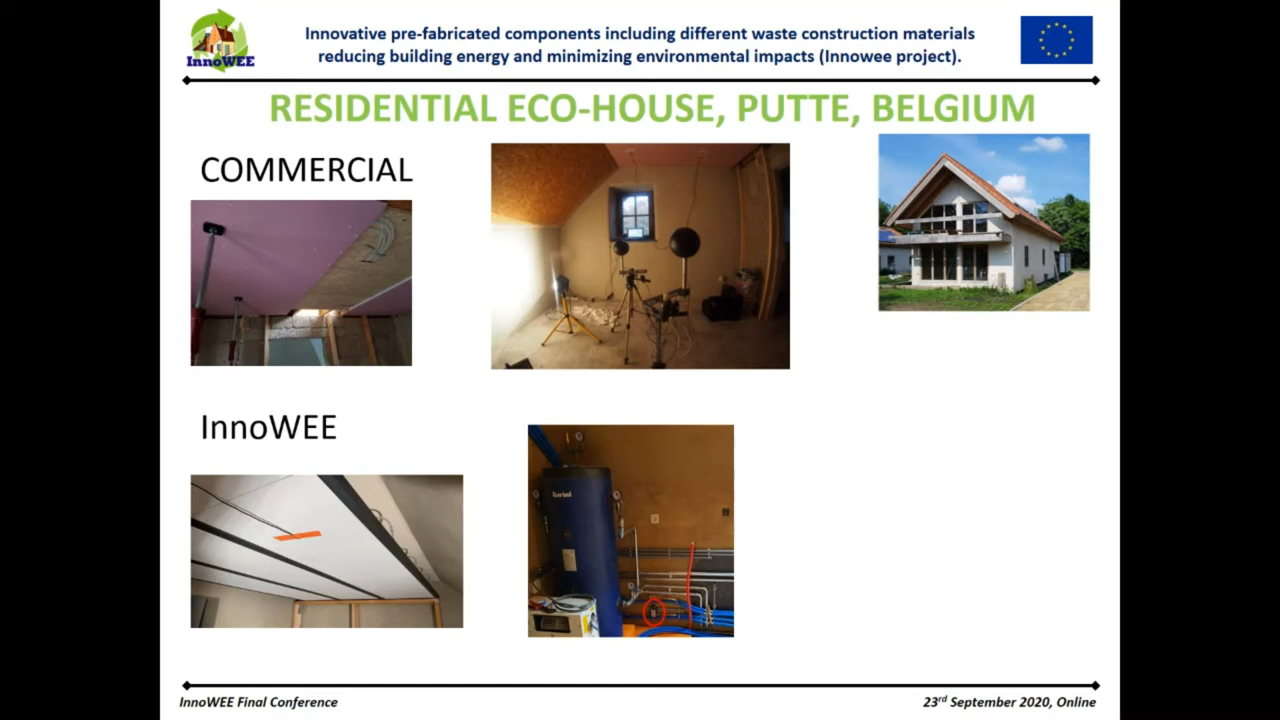 InnoWEE
Innovative pre-fabricated components including different waste construction materials
reducing building energy and minimizing environmental impacts (Innowee project).
RESIDENTIAL ECO-HOUSE, PUTTE, BELGIUM
COMMERCIAL
InnoWEE
InnoWEE Final Conference
23rd September 2020, Online